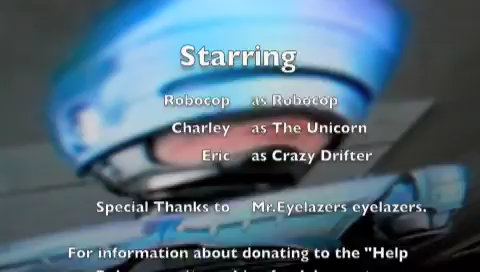 Starring
Robocop as Robocop
Charley as The Unicorn
Eric as Crazy Drifter
Special Thanks to Mr.Eyelazers eyelazers.
For information about donating to the "Help